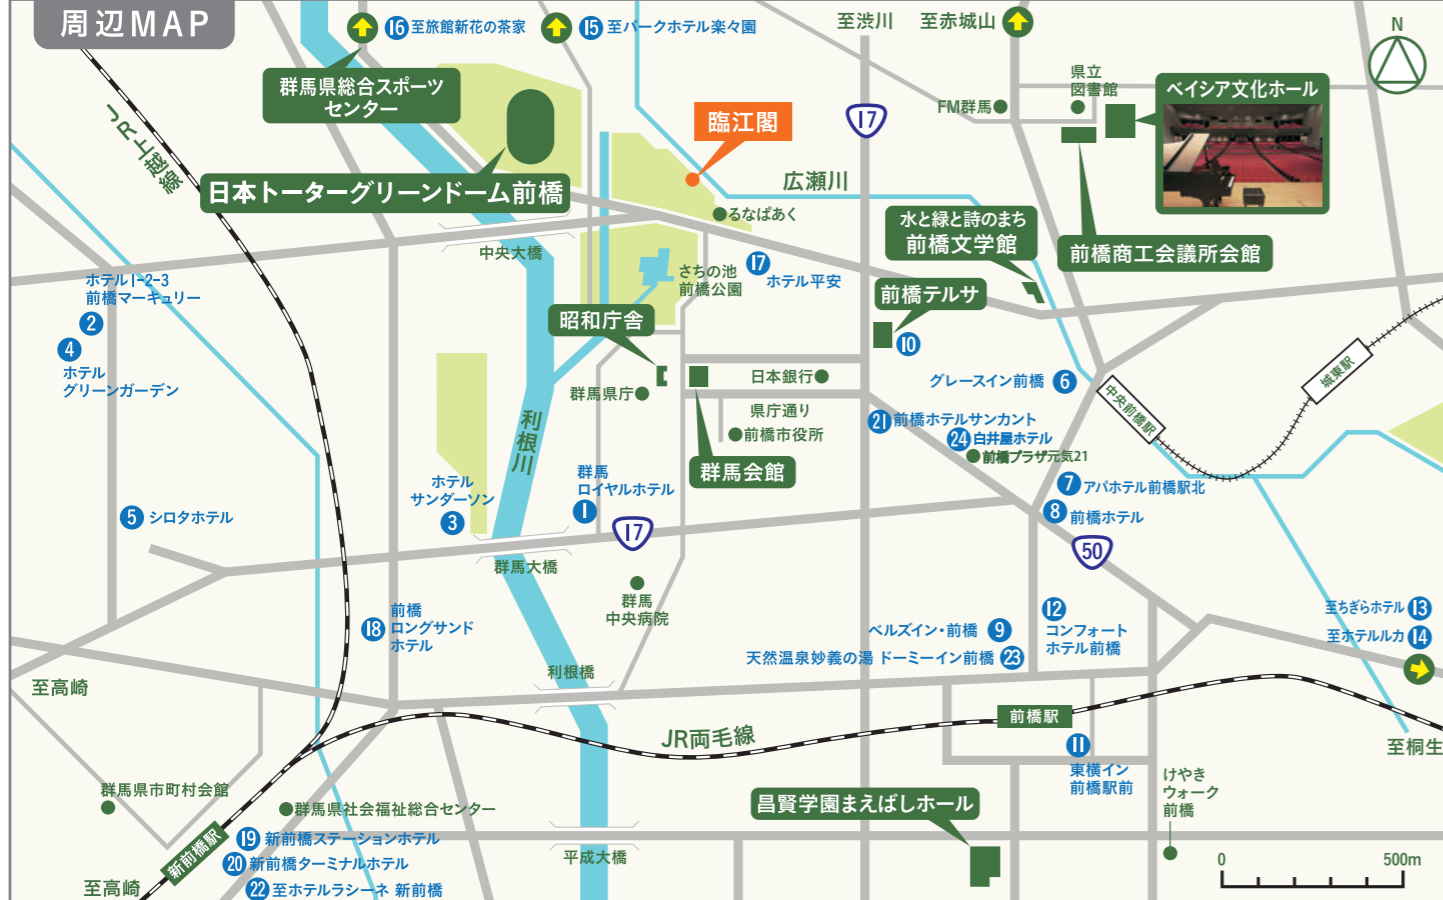 周辺MAP
16 至旅館新花の茶家
15 至パークホテル楽々園
至渋川
至赤城山
N
群馬県総合スポーツ
センター
臨江閣
17
FM群馬
県立
図書館
ベイシア文化ホール
JR上越線
日本トーターグリーンドーム前橋
広瀬川
るなぱあく
水と緑と詩のまち
前橋文学館
前橋商工会議所会館
中央大橋
さちの池
前橋公園
17
ホテル平安
ホテル1-2-3
前橋マーキュリー
2
4
ホテル
グリーンガーデン
前橋テルサ
10
昭和庁舎
群馬県庁
日本銀行
県庁通り
前橋市役所
群馬会館
グレースイン前橋 6
中央前橋駅
城東駅
21 前橋ホテルサンカント
24 白井屋ホテル
前橋プラザ元気21
利根川
ホテル
サンダーソン
3
群馬
ロイヤルホテル
1
17
7 アパホテル前橋駅北
8 前橋ホテル
50
5 シロタホテル
群馬大橋
群馬
中央病院
18
前橋
ロングサンド
ホテル
12
コンフォート
ホテル前橋
ベルズイン・前橋 9
天然温泉妙義の湯 ドーミーイン前橋 23
至ちぎらホテル 13
至ホテルルカ 14
利根橋
至高崎
前橋駅
JR両毛線
11
東横イン
前橋駅前
至桐生
けやき
ウォーク
前橋
群馬県市町村会館
群馬県社会福祉総合センター
昌賢学園まえばしホール
新前橋駅
19 新前橋ステーションホテル
20 新前橋ターミナルホテル
22 至ホテルラシーネ 新前橋
至高崎
平成大橋
0 500m